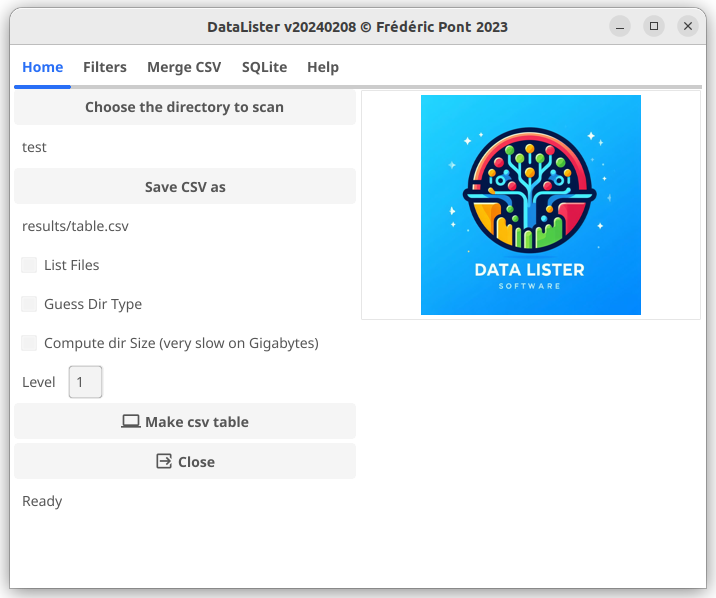 DataLister v20240208 © Frédéric Pont 2023
Home Filters Merge CSV SQLite Help
Choose the directory to scan
test
Save CSV as
results/table.csv
List Files
Guess Dir Type
Compute dir Size (very slow on Gigabytes)
Level 1
Make csv table
Close
Ready
DATA LISTER
SOFTWARE